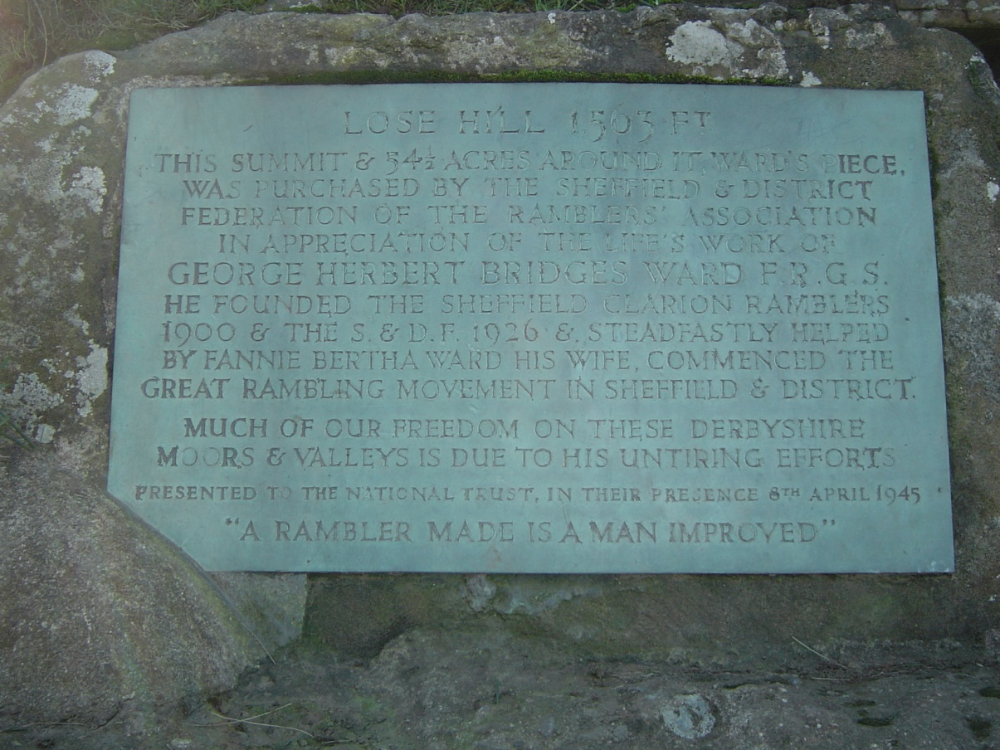 LOSE HILL 1,563 FT
THIS SUMMIT & 54½ ACRES AROUND IT, WARD'S PIECE,
WAS PURCHASED BY THE SHEFFIELD & DISTRICT
FEDERATION OF THE RAMBLERS' ASSOCIATION
IN APPRECIATION OF THE LIFE'S WORK OF
GEORGE HERBERT BRIDGES WARD F.R.G.S.
HE FOUNDED THE SHEFFIELD CLARION RAMBLERS
1900 & THE S. & D.F. 1926 &, STEADFASTLY HELPED
BY FANNIE BERTHA WARD HIS WIFE, COMMENCED THE
GREAT RAMBLING MOVEMENT IN SHEFFIELD & DISTRICT.
MUCH OF OUR FREEDOM ON THESE DERBYSHIRE
MOORS & VALLEYS IS DUE TO HIS UNTIRING EFFORTS
PRESENTED TO THE NATIONAL TRUST, IN THEIR PRESENCE 8TH APRIL 1945
"A RAMBLER MADE IS A MAN IMPROVED"